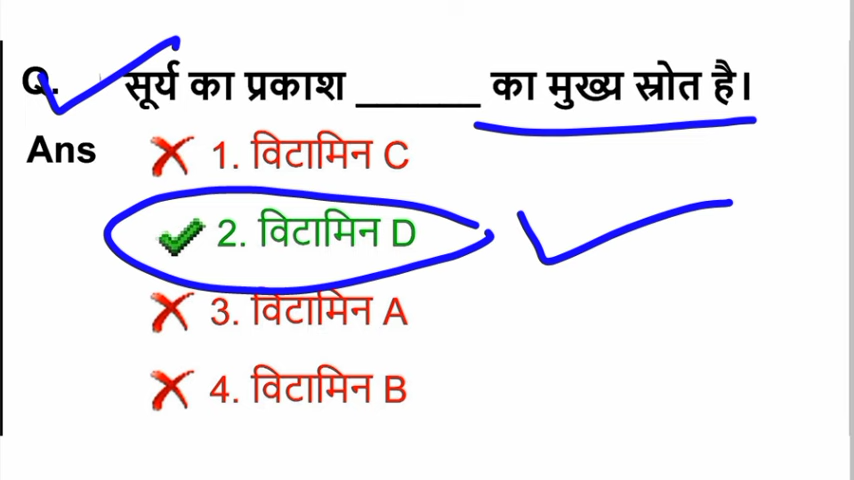 Q. सूर्य का प्रकाश ______ का मुख्य स्रोत है।
Ans
1. विटामिन C
2. विटामिन D
3. विटामिन A
4. विटामिन B